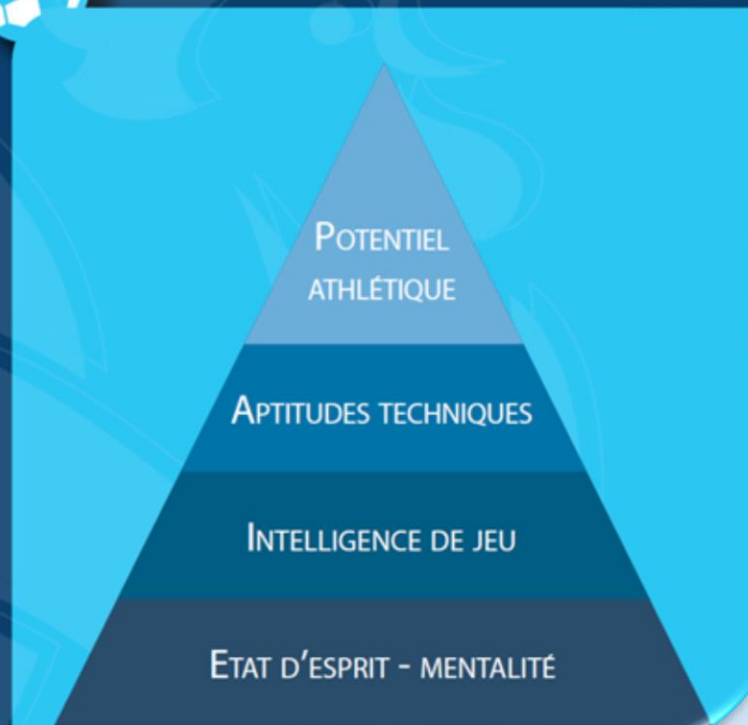 Potentiel
athlétique
Aptitudes techniques
Intelligence de jeu
Etat d'esprit - mentalité